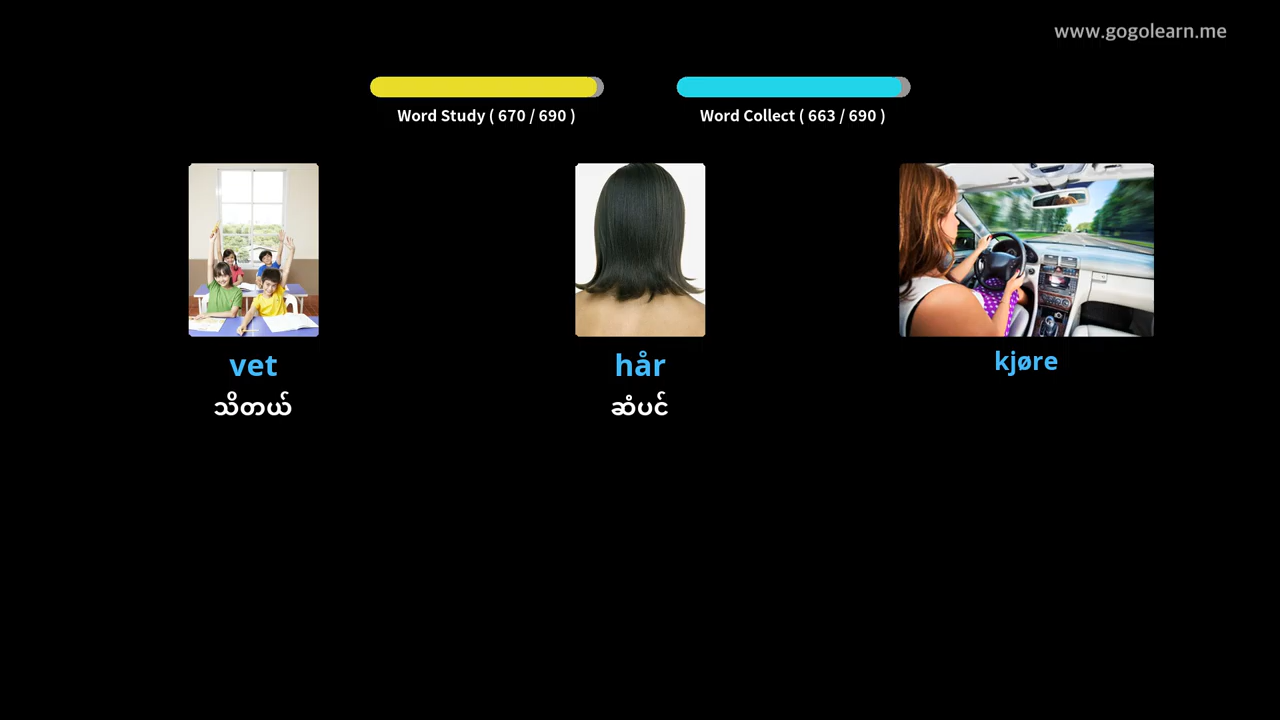 www.gogolearn.me
Word Study ( 670 / 690 )
Word Collect ( 663 / 690 )
vet
hår
kjøre
သိတယ်
ဆံပင်